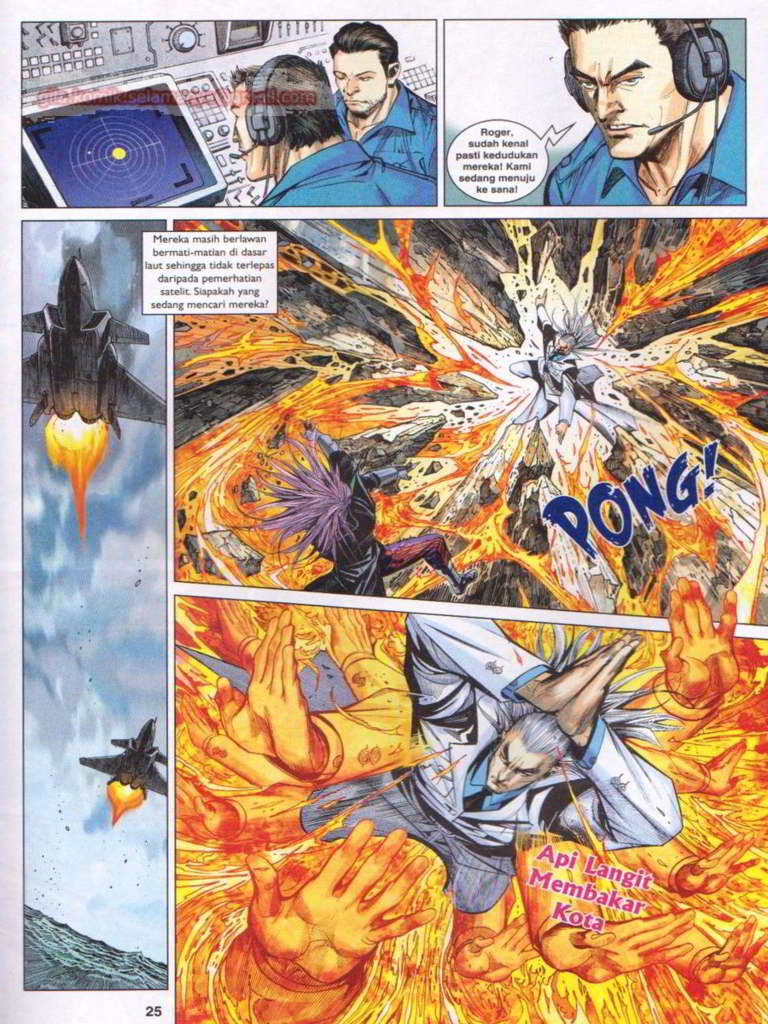 Roger,
sudah kenal
pasti kedudukan
mereka! Kami
sedang menuju
ke sana!
Mereka masih berlawan
bermati-matian di dasar
laut sehingga tidak terlepas
daripada pemerhatian
satelit. Siapakah yang
sedang mencari mereka?
PONG!
Api Langit
Membakar
Kota
25